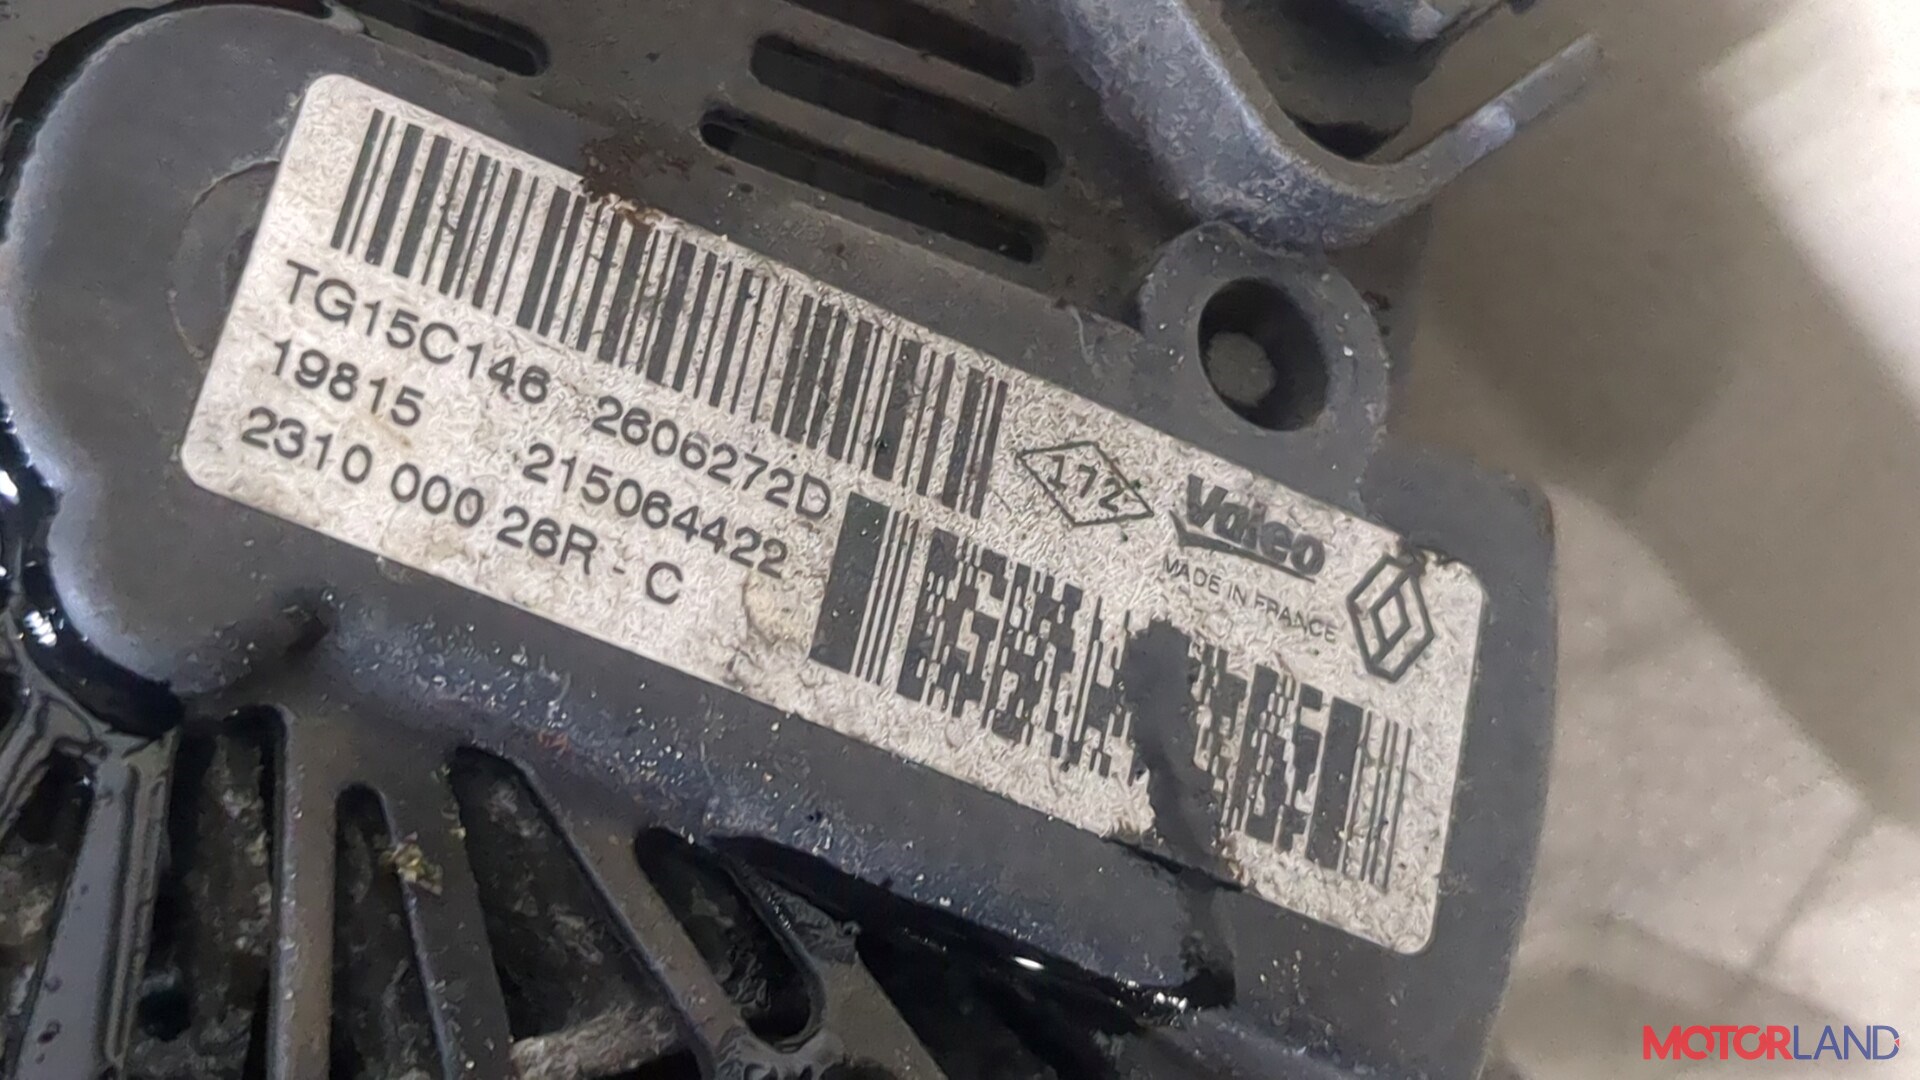 TG15C146 2606272D
19815 215064422
2310 000 26R - C
172
Valeo
MADE IN FRANCE
MOTORLAND